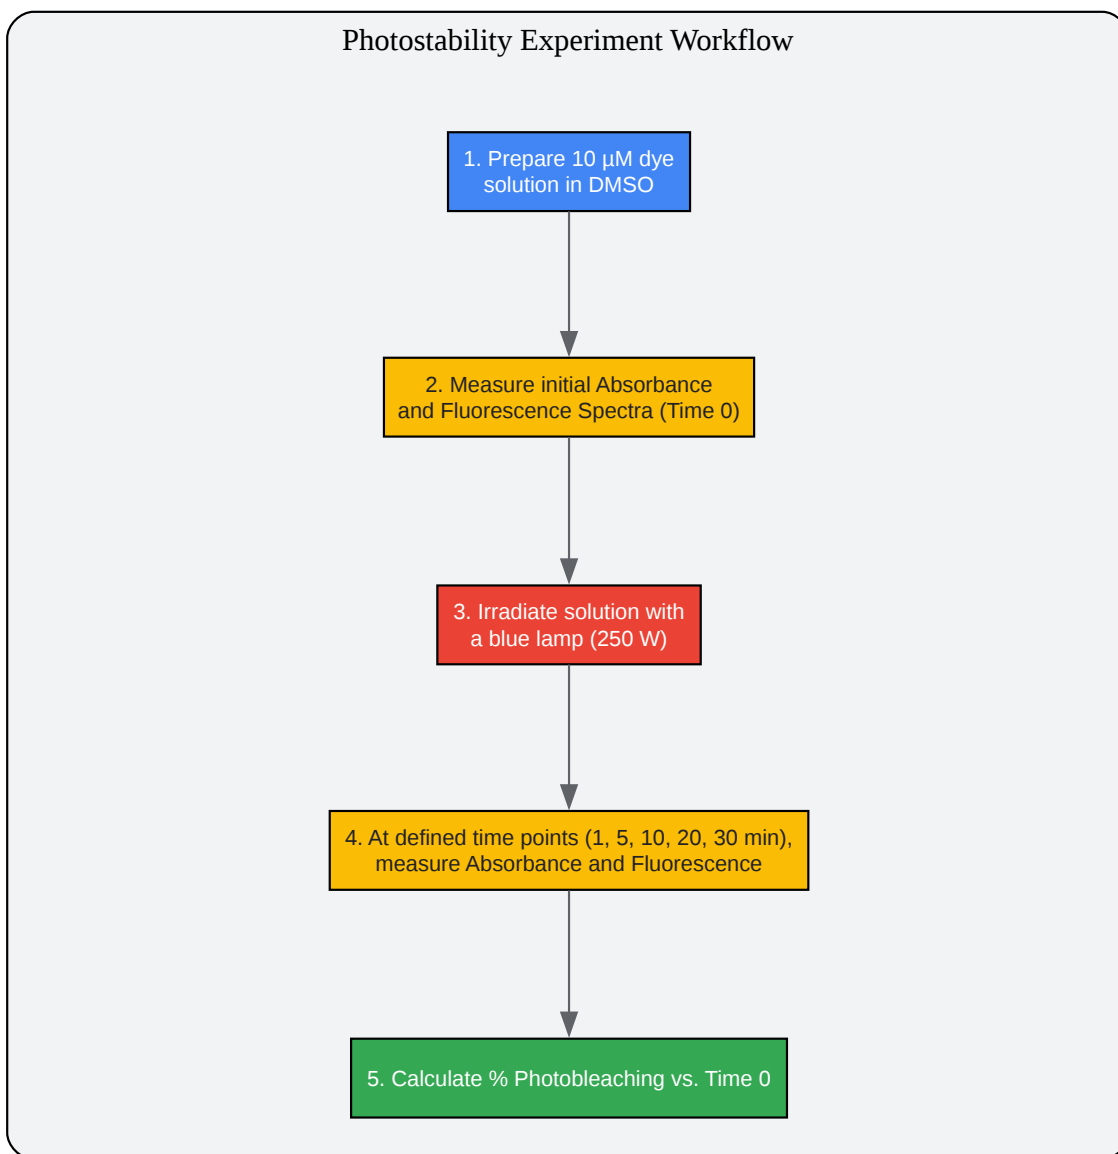 Photostability Experiment Workflow
1. Prepare 10 µM dye
solution in DMSO
2. Measure initial Absorbance
and Fluorescence Spectra (Time 0)
3. Irradiate solution with
a blue lamp (250 W)
4. At defined time points (1, 5, 10, 20, 30 min),
measure Absorbance and Fluorescence
5. Calculate % Photobleaching vs. Time 0